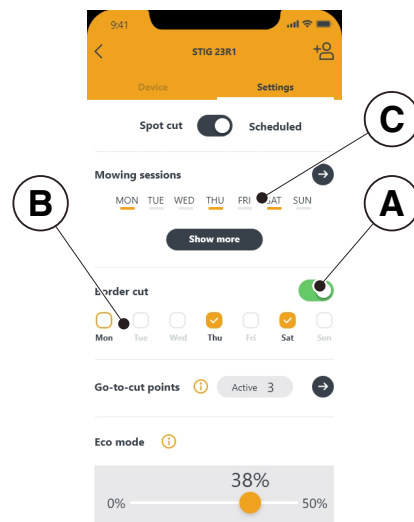 9:41
STIG 23R1
Device Settings
Spot cut Scheduled
C
Mowing sessions
MON TUE WED THU FRI SAT SUN
B
A
Show more
Border cut
Mon Tue Wed Thu Fri Sat Sun
Go-to-cut points Active 3
Eco mode
38%
0% 50%